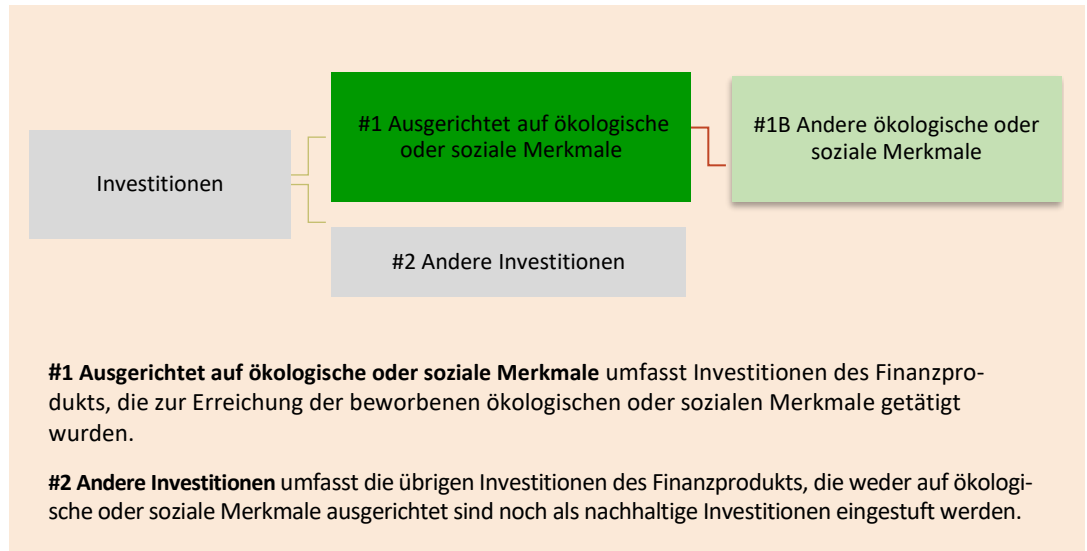 #1 Ausgerichtet auf ökologische
oder soziale Merkmale
#1B Andere ökologische oder
soziale Merkmale
Investitionen
#2 Andere Investitionen
#1 Ausgerichtet auf ökologische oder soziale Merkmale umfasst Investitionen des Finanzpro-
dukts, die zur Erreichung der beworbenen ökologischen oder sozialen Merkmale getätigt
wurden.
#2 Andere Investitionen umfasst die übrigen Investitionen des Finanzprodukts, die weder auf ökologi-
sche oder soziale Merkmale ausgerichtet sind noch als nachhaltige Investitionen eingestuft werden.